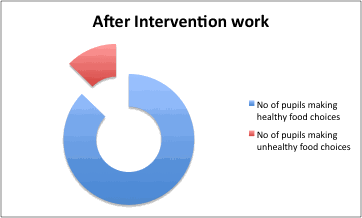 After Intervention work
No of pupils making
healthy food choices
No of pupils making
unhealthy food choices